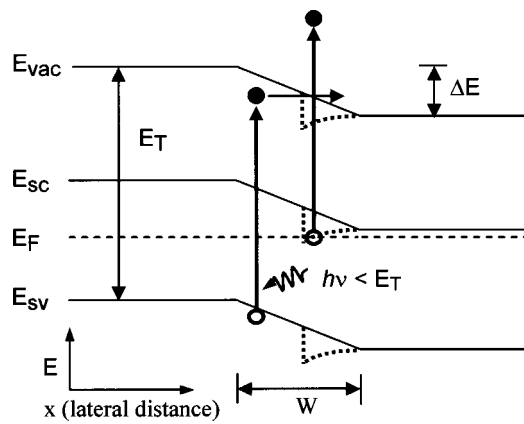 E_vac
ΔE
E_T
E_sc
E_F
hν < E_T
E_sv
E
x (lateral distance)
W